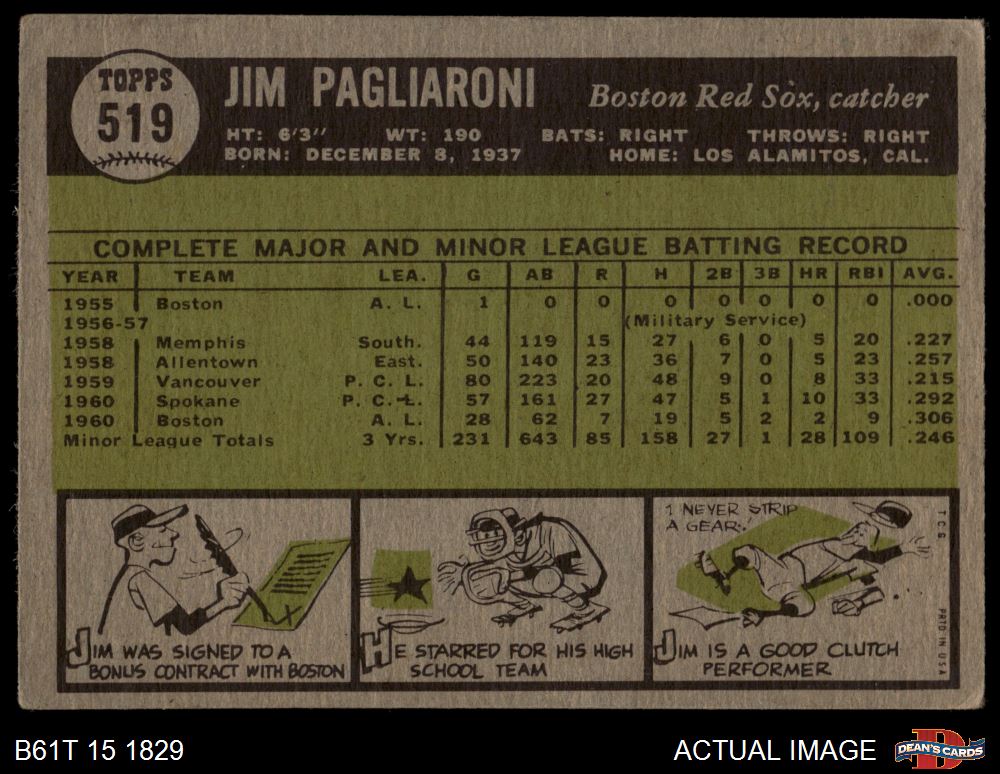 TOPPS
519
JIM PAGLIARONI Boston Red Sox, catcher
HT: 6'3" WT: 190 BATS: RIGHT THROWS: RIGHT
BORN: DECEMBER 8, 1937 HOME: LOS ALAMITOS, CAL.
COMPLETE MAJOR AND MINOR LEAGUE BATTING RECORD
YEAR TEAM LEA. G AB R H 2B 3B HR RBI AVG.
1955 Boston A. L. 1 0 0 0 0 0 0 0 .000
1956-57 (Military Service)
1958 Memphis South. 44 119 15 27 6 0 5 20 .227
1958 Allentown East. 50 140 23 36 7 0 5 23 .257
1959 Vancouver P. C. L. 80 223 20 48 9 0 8 33 .215
1960 Spokane P. C. L. 57 161 27 47 5 1 10 33 .292
1960 Boston A. L. 28 62 7 19 5 2 2 9 .306
Minor League Totals 3 Yrs. 231 643 85 158 27 1 28 109 .246
JIM WAS SIGNED TO A
BONUS CONTRACT WITH BOSTON
HE STARRED FOR HIS HIGH
SCHOOL TEAM
I NEVER STRIP
A GEAR!
JIM IS A GOOD CLUTCH
PERFORMER
T.C.G.
PRTD IN USA
B61T 15 1829
ACTUAL IMAGE
D
DEAN'S CARDS